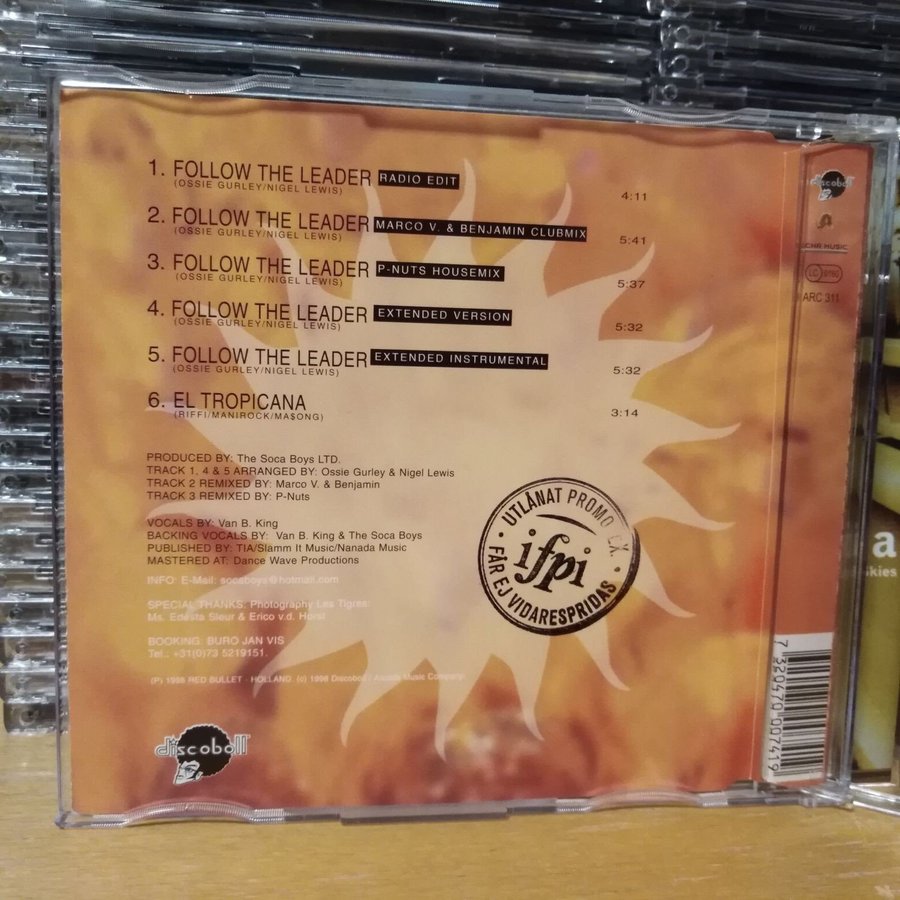 1. FOLLOW THE LEADER RADIO EDIT 4:11
(OSSIE GURLEY/NIGEL LEWIS)
2. FOLLOW THE LEADER MARCO V. & BENJAMIN CLUBMIX 5:41
(OSSIE GURLEY/NIGEL LEWIS)
3. FOLLOW THE LEADER P-NUTS HOUSEMIX 5:37
(OSSIE GURLEY/NIGEL LEWIS)
4. FOLLOW THE LEADER EXTENDED VERSION 5:32
(OSSIE GURLEY/NIGEL LEWIS)
5. FOLLOW THE LEADER EXTENDED INSTRUMENTAL 5:32
(OSSIE GURLEY/NIGEL LEWIS)
6. EL TROPICANA 3:14
(RIFFI/MANIROCK/MA$ONG)
PRODUCED BY: The Soca Boys LTD.
TRACK 1. 4 & 5 ARRANGED BY: Ossie Gurley & Nigel Lewis
TRACK 2 REMIXED BY: Marco V. & Benjamin
TRACK 3 REMIXED BY: P-Nuts
VOCALS BY: Van B. King
BACKING VOCALS BY: Van B. King & The Soca Boys
PUBLISHED BY: TIA/Slamm It Music/Nanada Music
MASTERED AT: Dance Wave Productions
INFO: E-Mail: socaboys@hotmail.com
SPECIAL THANKS: Photography Les Tigres:
Ms. Edesta Sleur & Erico v.d. Horst
BOOKING: BURO JAN VIS
Tel.: +31(0)73 5219151.
(P) 1998 RED BULLET - HOLLAND. (c) 1998 Discoboll / Arcade Music Company
discoboll
UTLÅNAT PROMO EX.
ifpi
FÅR EJ VIDARESPRIDAS
discoboll
MUSIC
LC
ARC 311
7 320470 007419
a
kies